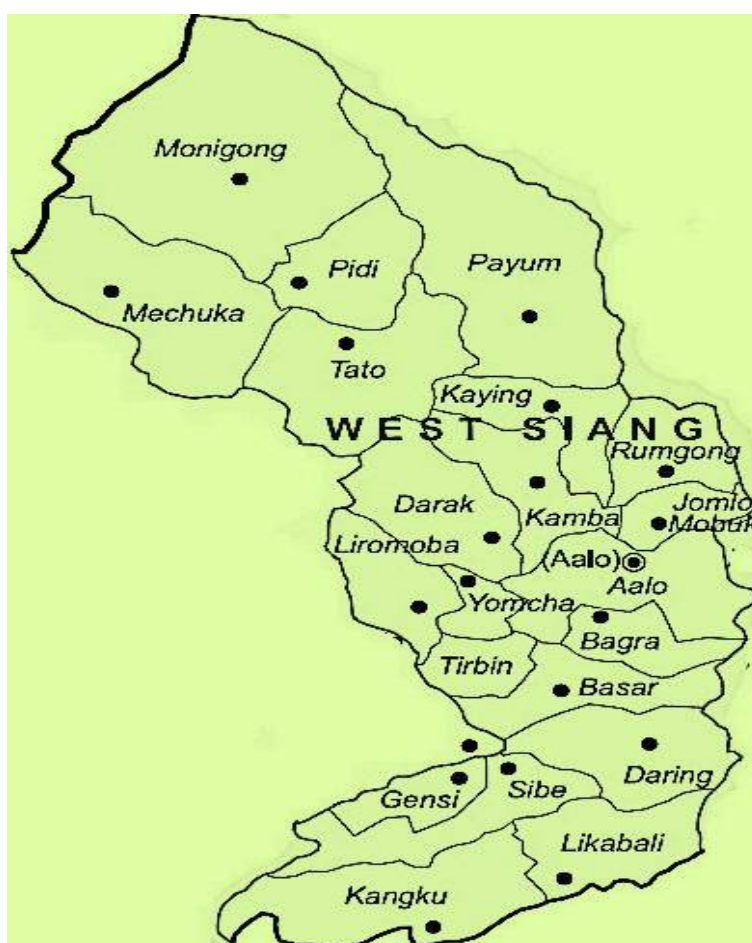 Monigong
Pidi
Payum
Mechuka
Tato
Kaying
WEST SIANG
Rumgong
Darak
Kamba
Jomlo
Mobuk
Liromoba
(Aalo)
Aalo
Yomcha
Bagra
Tirbin
Basar
Daring
Gensi
Sibe
Likabali
Kangku